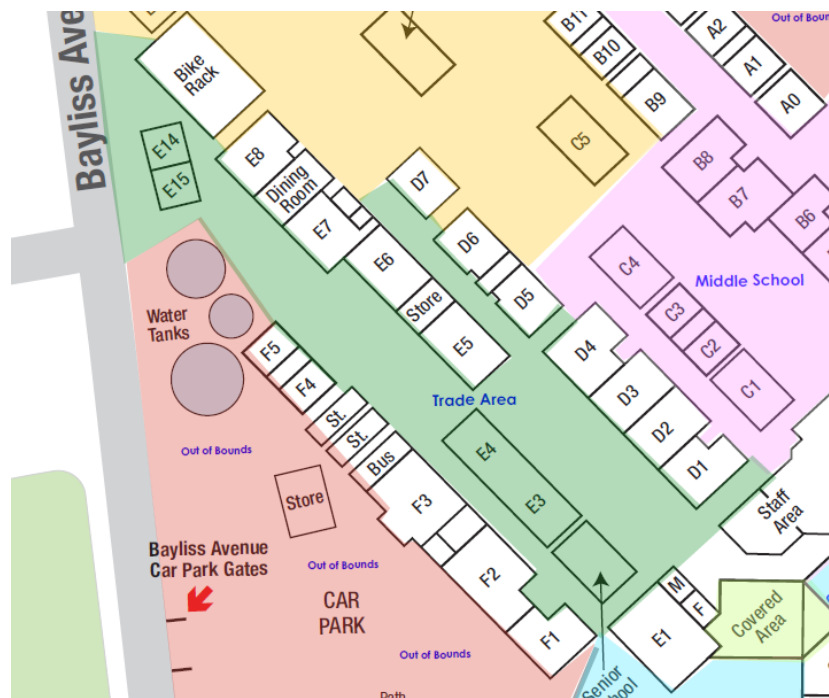 Bayliss Ave
Bike
Rack
B11
B10
B9
A2
A1
A0
Out of Boun
E14
E15
E8
Dining
Room
E7
D7
C5
B8
B7
B6
E6
Store
E5
D6
D5
C4
C3
C2
C1
Middle School
Water
Tanks
F5
F4
St.
St.
Bus
F3
F2
F1
Trade Area
D4
D3
D2
D1
E4
E3
Out of Bounds
Store
Staff
Area
Bayliss Avenue
Car Park Gates
Out of Bounds
CAR
PARK
Out of Bounds
M
F
E1
Covered
Area
Senior
Path